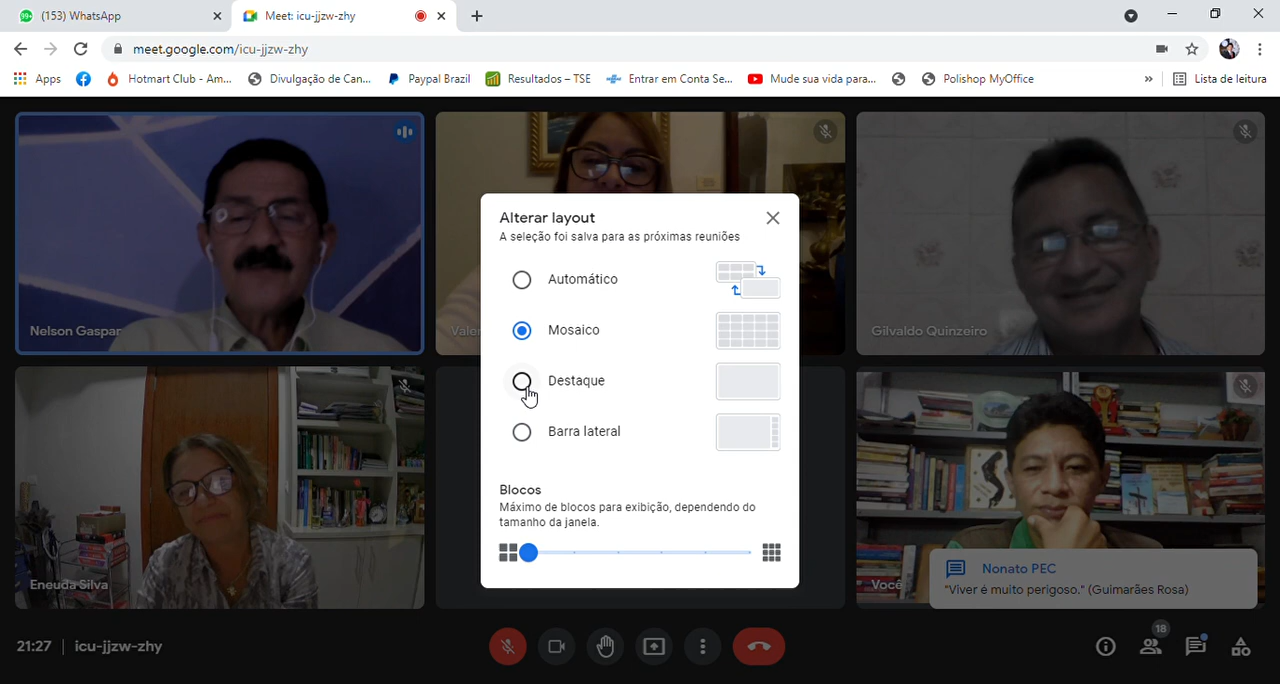 (153) WhatsApp
Meet: icu-jjzw-zhy
meet.google.com/icu-jjzw-zhy
Apps
Hotmart Club - Am...
Divulgação de Can...
Paypal Brazil
Resultados – TSE
Entrar em Conta Se...
Mude sua vida para...
Polishop MyOffice
»
Lista de leitura
Nelson Gaspar
Valer
Gilvaldo Quinzeiro
Alterar layout
A seleção foi salva para as próximas reuniões
Automático
Mosaico
Destaque
Barra lateral
Blocos
Máximo de blocos para exibição, dependendo do
tamanho da janela.
Eneuda Silva
Você
Nonato PEC
"Viver é muito perigoso." (Guimarães Rosa)
21:27 | icu-jjzw-zhy
18